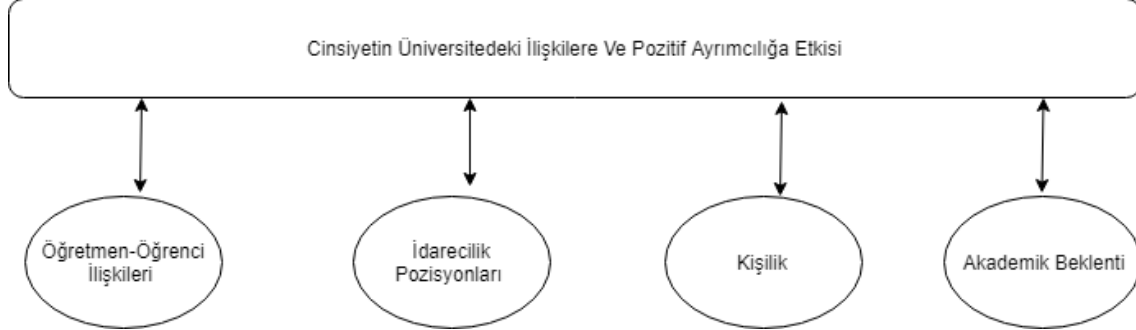 Cinsiyetin Üniversitedeki İlişkilere Ve Pozitif Ayrımcılığa Etkisi
Öğretmen-Öğrenci
İlişkileri
İdarecilik
Pozisyonları
Kişilik
Akademik Beklenti